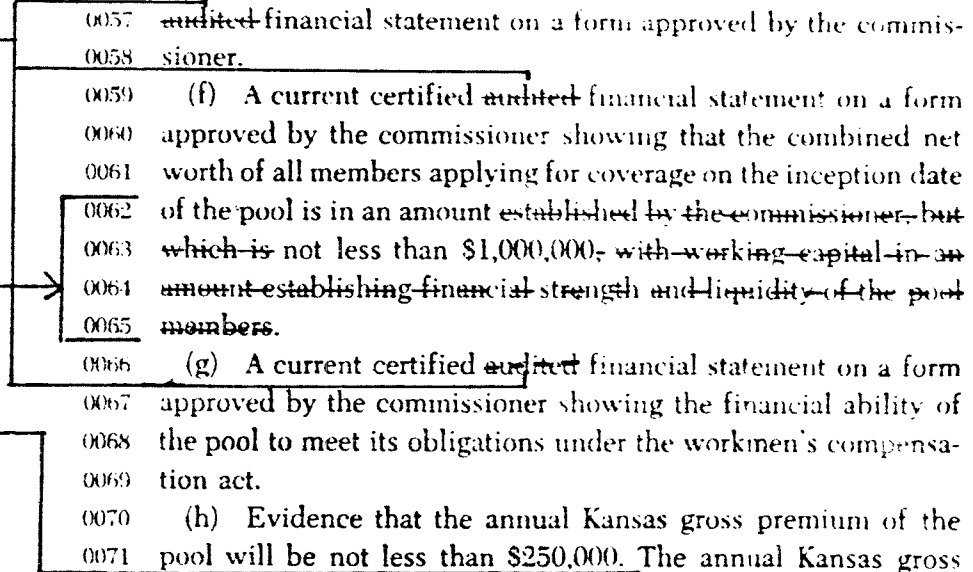 0057 audited financial statement on a form approved by the commis-
0058 sioner.
0059 (f) A current certified audited financial statement on a form
0060 approved by the commissioner showing that the combined net
0061 worth of all members applying for coverage on the inception date
0062 of the pool is in an amount established by the commissioner, but
0063 which is not less than $1,000,000, with working capital in an
0064 amount establishing financial strength and liquidity of the pool
0065 members.
0066 (g) A current certified audited financial statement on a form
0067 approved by the commissioner showing the financial ability of
0068 the pool to meet its obligations under the workmen's compensa-
0069 tion act.
0070 (h) Evidence that the annual Kansas gross premium of the
0071 pool will be not less than $250,000. The annual Kansas gross